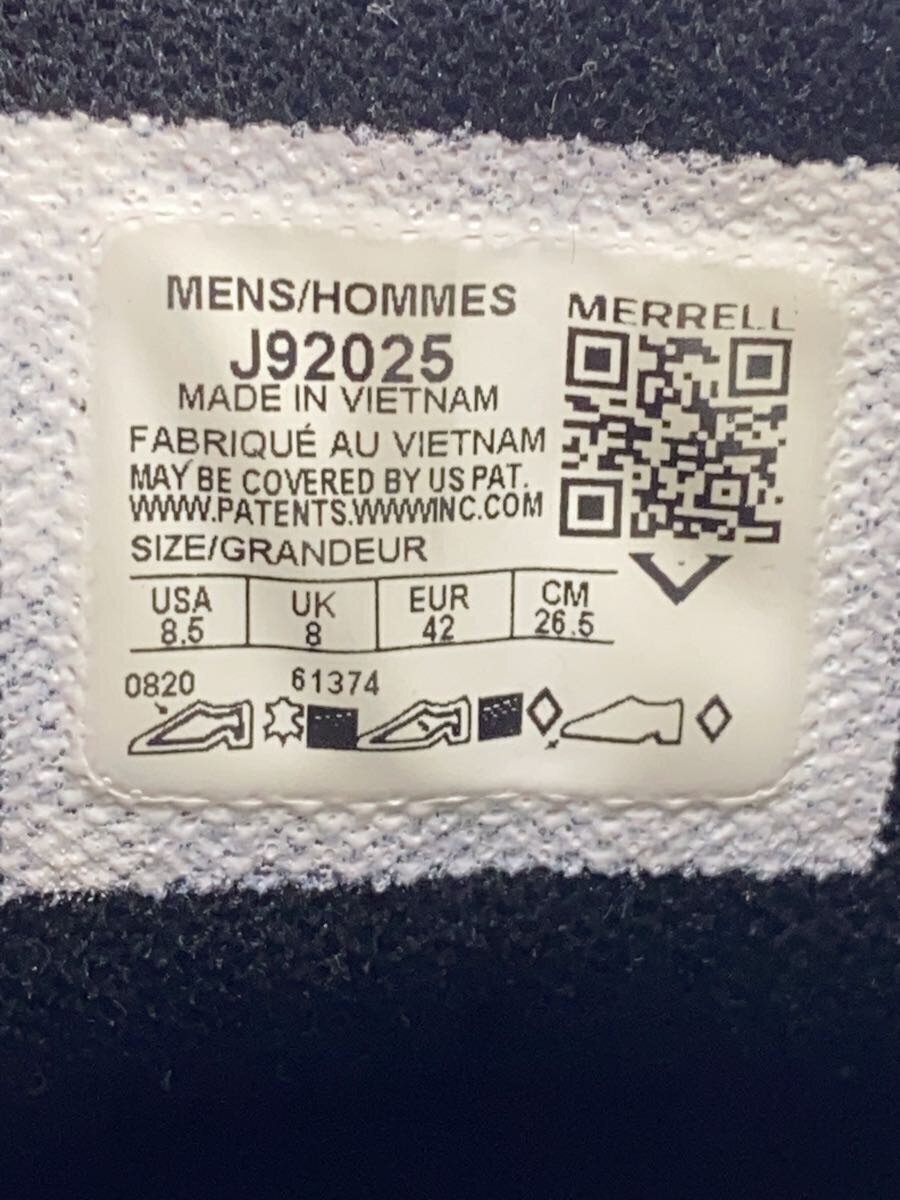 MENS/HOMMES
J92025
MADE IN VIETNAM
FABRIQUÉ AU VIETNAM
MAY BE COVERED BY US PAT.
WWW.PATENTS.WWWINC.COM
SIZE/GRANDEUR
USA UK EUR CM
8.5 8 42 26.5
0820 61374
MERRELL